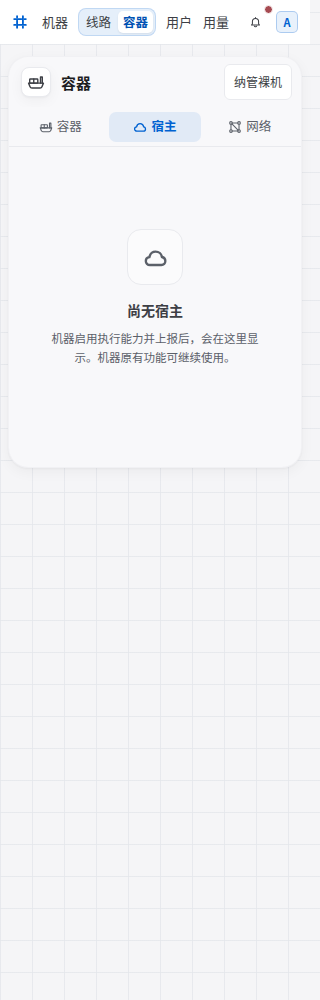 机器 线路 容器 用户 用量 A
容器 纳管裸机
容器 宿主 网络
尚无宿主
机器启用执行能力并上报后，会在这里显
示。机器原有功能可继续使用。